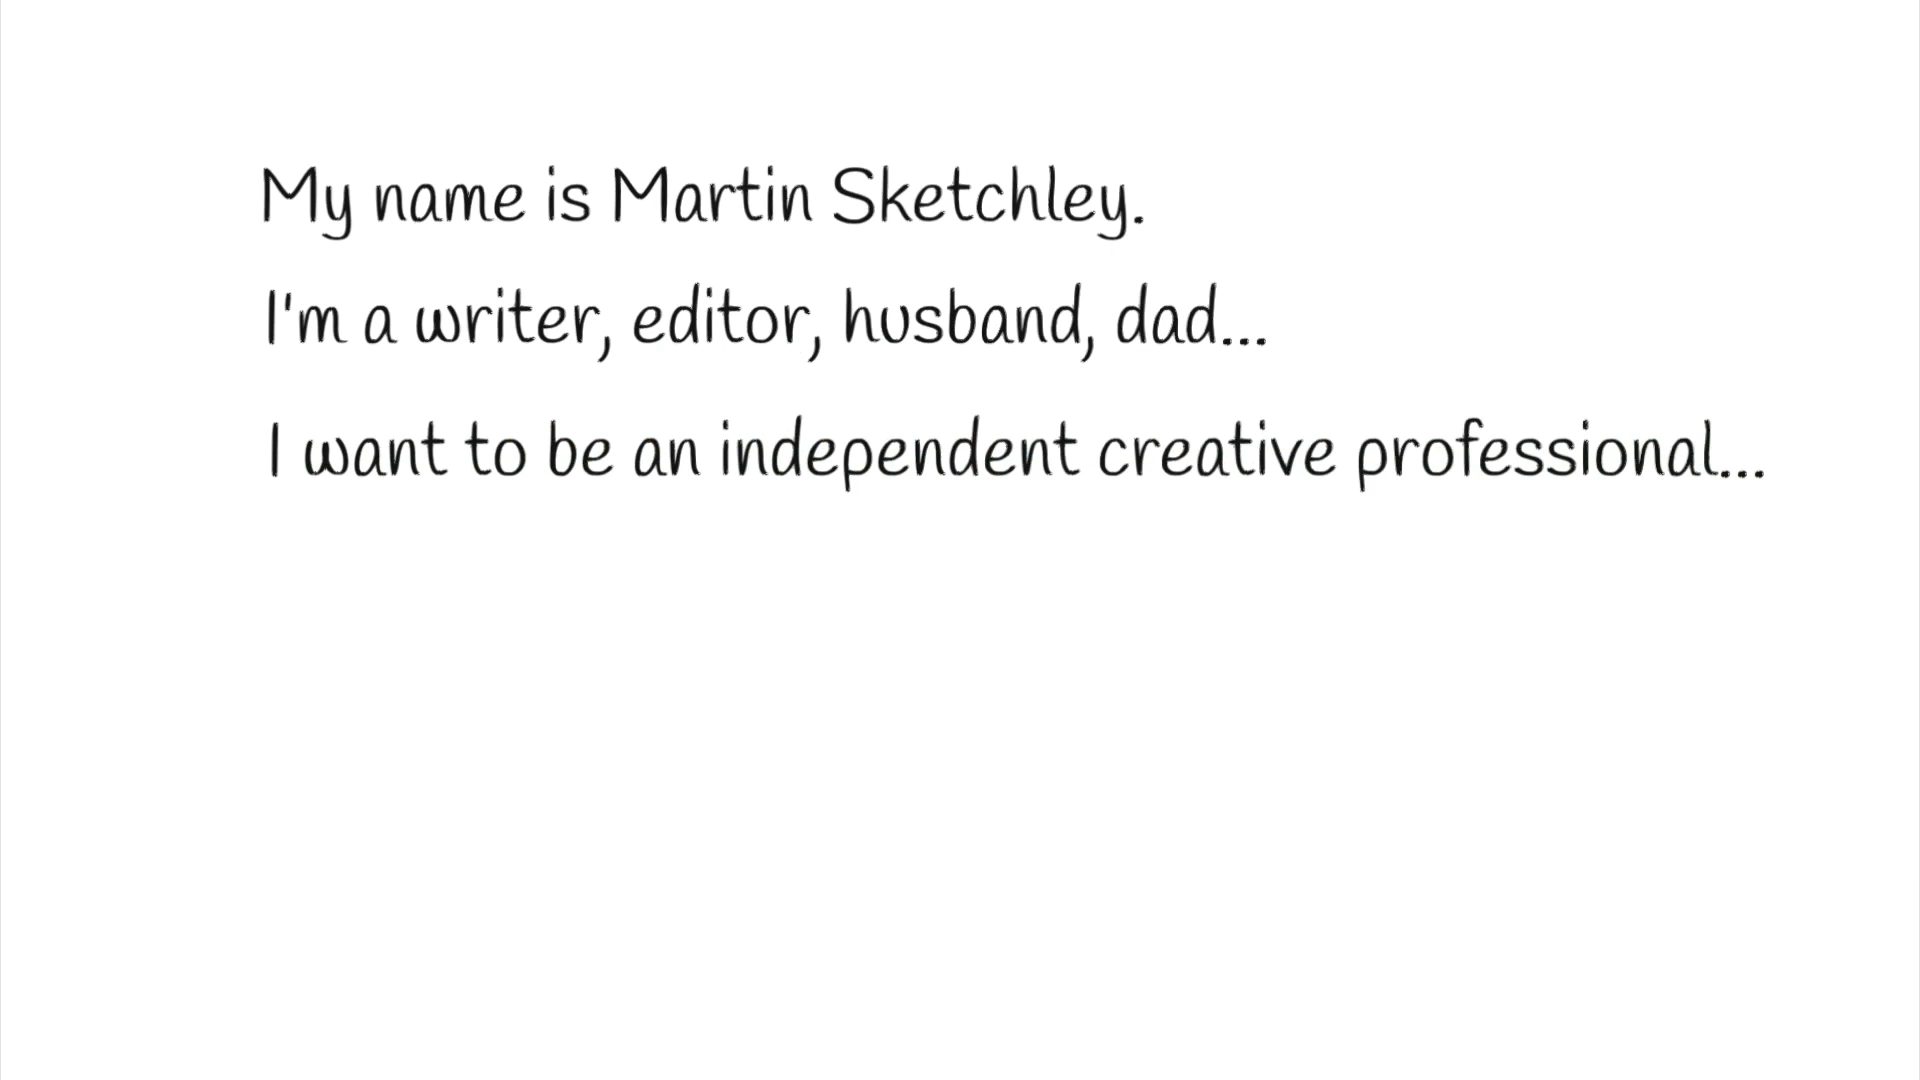 My name is Martin Sketchley.
I'm a writer, editor, husband, dad...
I want to be an independent creative professional...